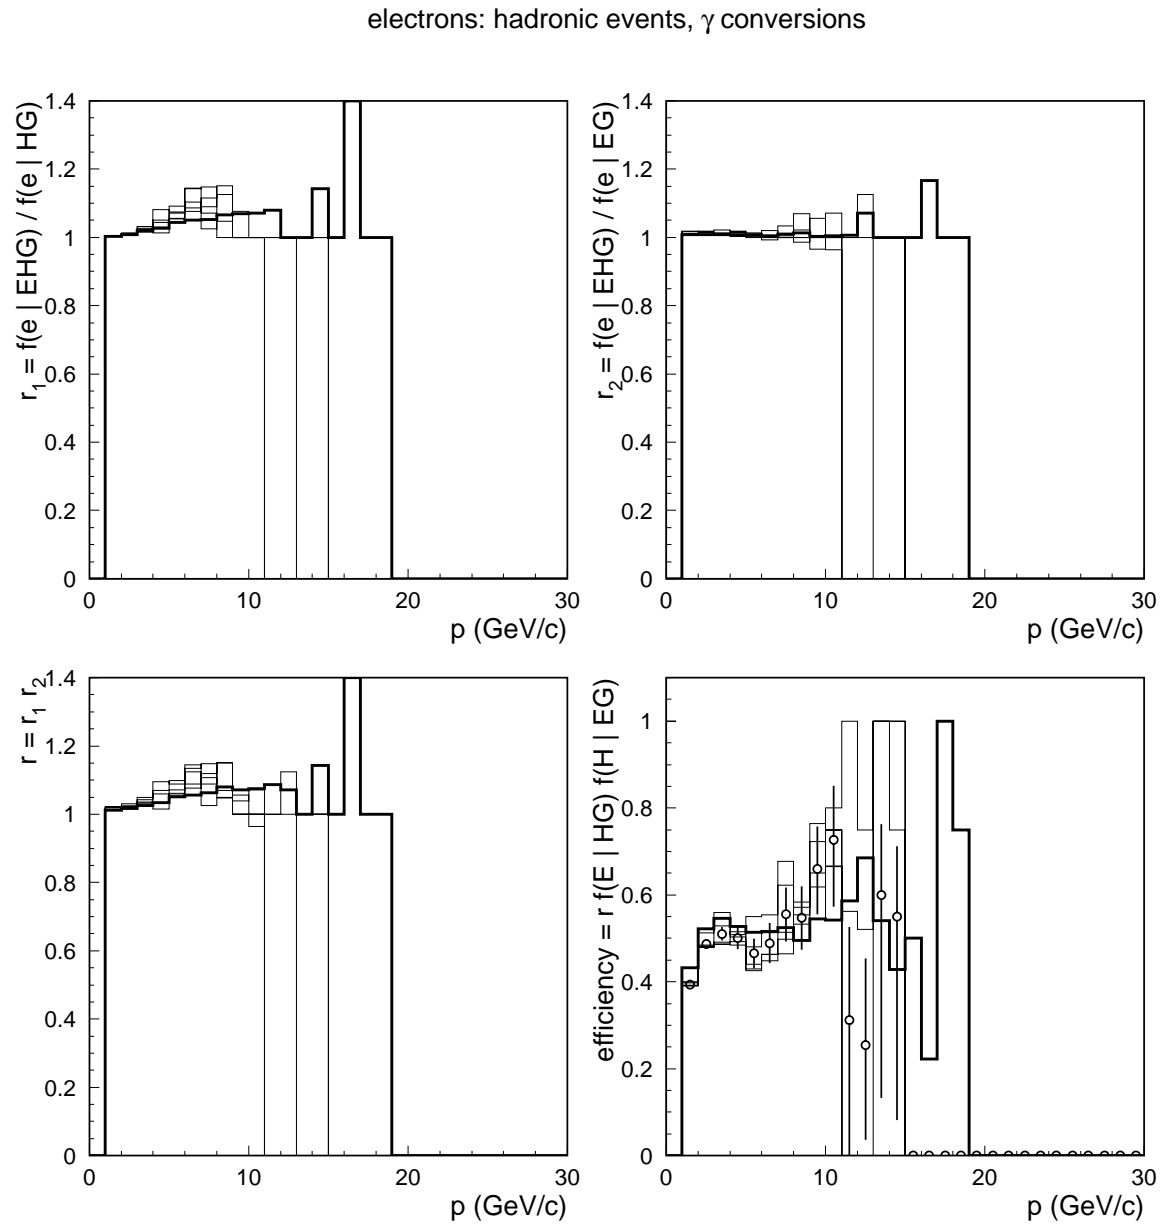 electrons: hadronic events, γ conversions
r1 = f(e | EHG) / f(e | HG)
1.4
1.2
1
0.8
0.6
0.4
0.2
0
0 10 20 30
p (GeV/c)
r2 = f(e | EHG) / f(e | EG)
1.4
1.2
1
0.8
0.6
0.4
0.2
0
0 10 20 30
p (GeV/c)
r = r1 r2
1.4
1.2
1
0.8
0.6
0.4
0.2
0
0 10 20 30
p (GeV/c)
efficiency = r f(E | HG) f(H | EG)
1
0.8
0.6
0.4
0.2
0
0 10 20 30
p (GeV/c)